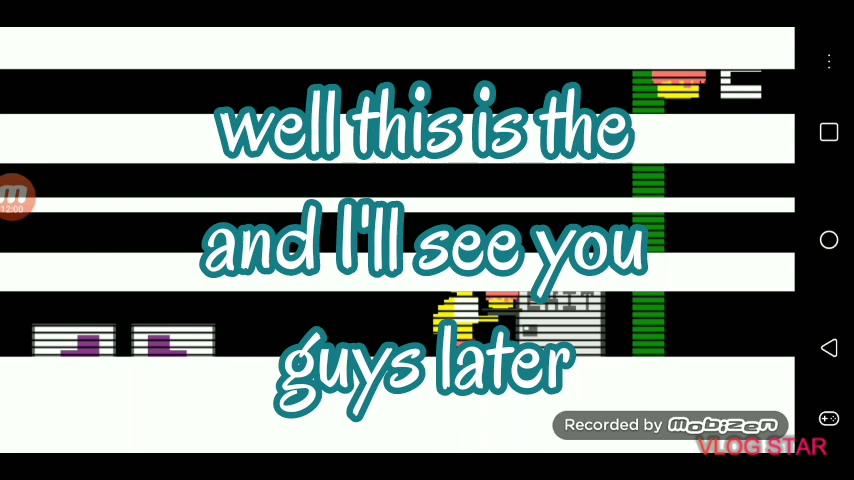 well this is the
and I'll see you
guys later
EXIT
12:00
Recorded by mobizen
VLOG STAR